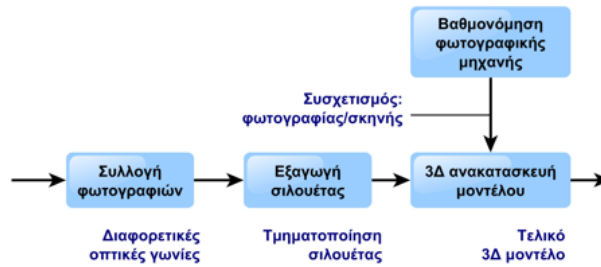 Βαθμονόμηση
φωτογραφικής
μηχανής
Συσχετισμός:
φωτογραφίας/σκηνής
Συλλογή
φωτογραφιών
Εξαγωγή
σιλουέτας
3Δ ανακατασκευή
μοντέλου
Διαφορετικές
οπτικές γωνίες
Τμηματοποίηση
σιλουέτας
Τελικό
3Δ μοντέλο